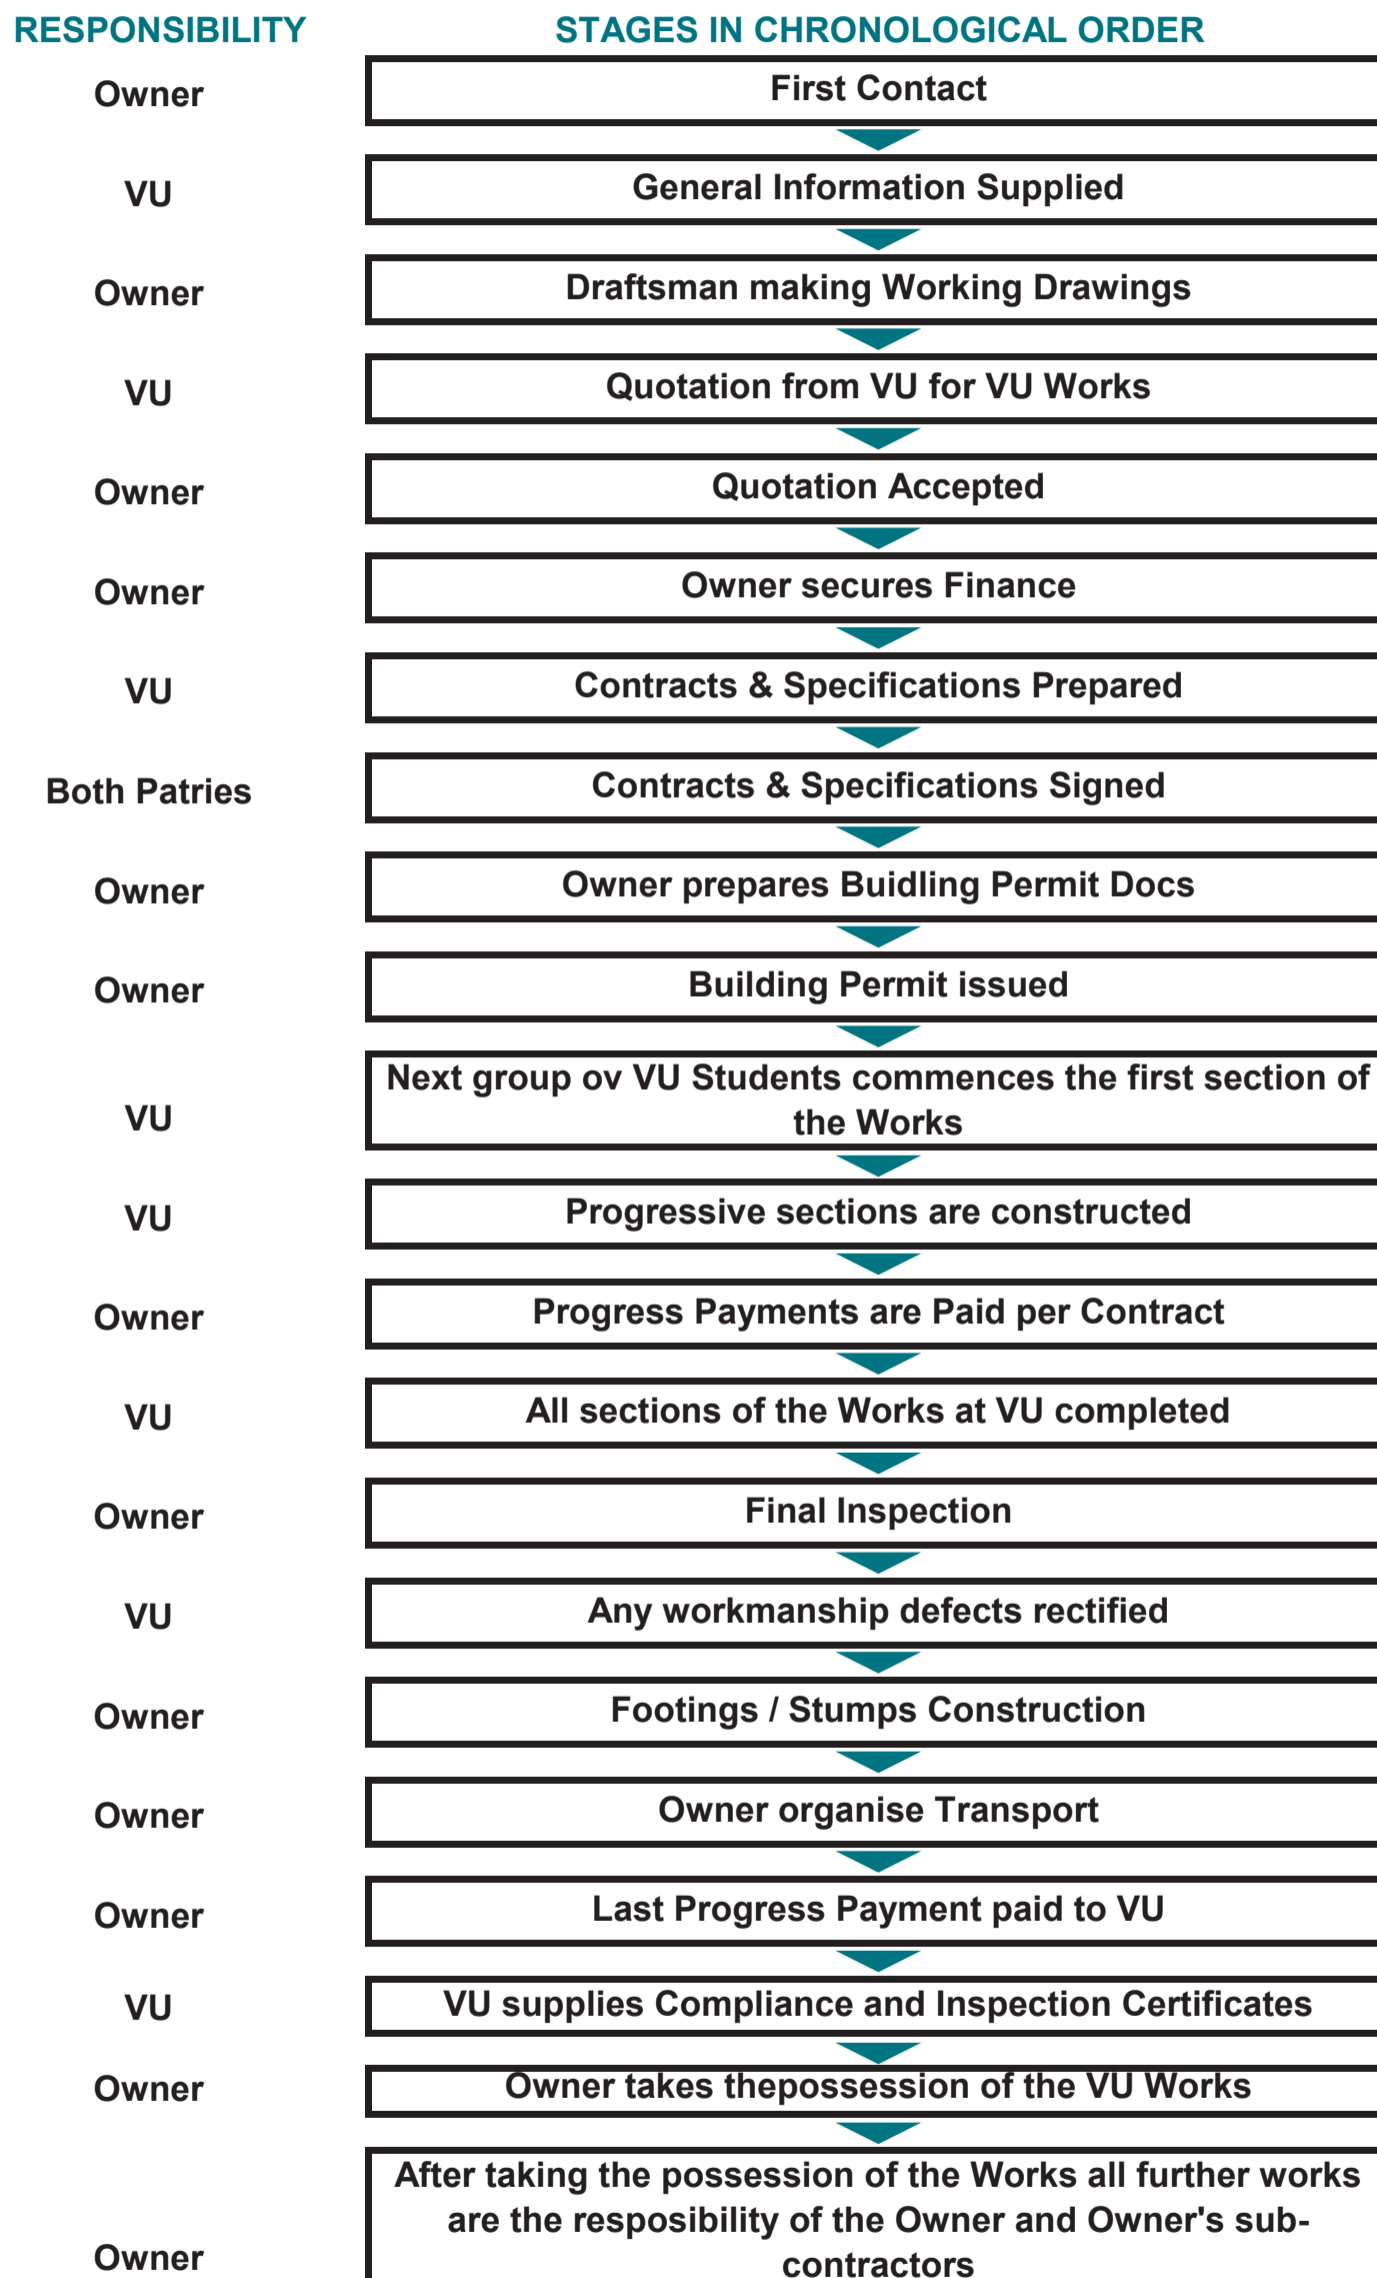 RESPONSIBILITY STAGES IN CHRONOLOGICAL ORDER
Owner First Contact
VU General Information Supplied
Owner Draftsman making Working Drawings
VU Quotation from VU for VU Works
Owner Quotation Accepted
Owner Owner secures Finance
VU Contracts & Specifications Prepared
Both Patries Contracts & Specifications Signed
Owner Owner prepares Buidling Permit Docs
Owner Building Permit issued
Next group ov VU Students commences the first section of
VU the Works
VU Progressive sections are constructed
Owner Progress Payments are Paid per Contract
VU All sections of the Works at VU completed
Owner Final Inspection
VU Any workmanship defects rectified
Owner Footings / Stumps Construction
Owner Owner organise Transport
Owner Last Progress Payment paid to VU
VU VU supplies Compliance and Inspection Certificates
Owner Owner takes thepossession of the VU Works
After taking the possession of the Works all further works
are the resposibility of the Owner and Owner's sub-
Owner contractors